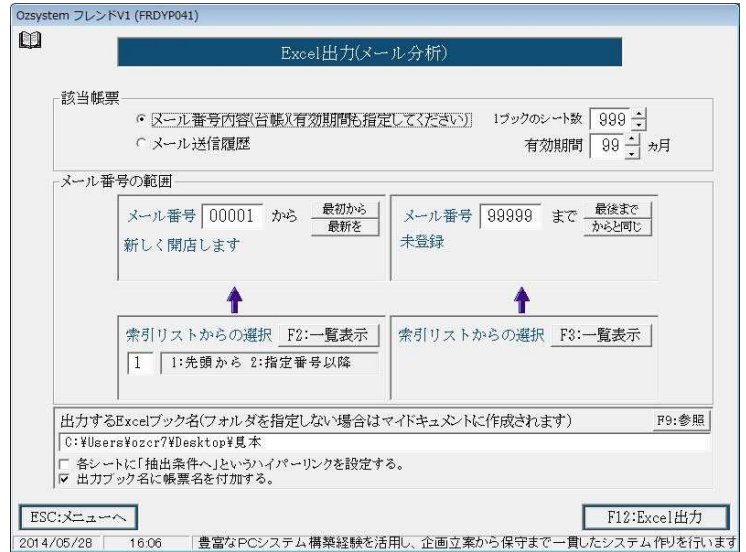 Ozsystem フレンドV1 (FRDYP041)
Excel出力(メール分析)
該当帳票
メール番号内容(台帳)(有効期間も指定してください) 1ブックのシート数 999
メール送信履歴 有効期間 99 ヵ月
メール番号の範囲
メール番号 00001 から 最初から 最新を
新しく開店します
メール番号 99999 まで 最後まで からと同じ
未登録
索引リストからの選択 F2:一覧表示
1 1:先頭から 2:指定番号以降
索引リストからの選択 F3:一覧表示
出力するExcelブック名(フォルダを指定しない場合はマイドキュメントに作成されます) F9:参照
C:¥Users¥ozcr7¥Desktop¥見本
各シートに「抽出条件へ」というハイパーリンクを設定する。
出力ブック名に帳票名を付加する。
ESC:メニューへ F12:Excel出力
2014/05/28 16:06 豊富なPCシステム構築経験を活用し、企画立案から保守まで一貫したシステム作りを行います